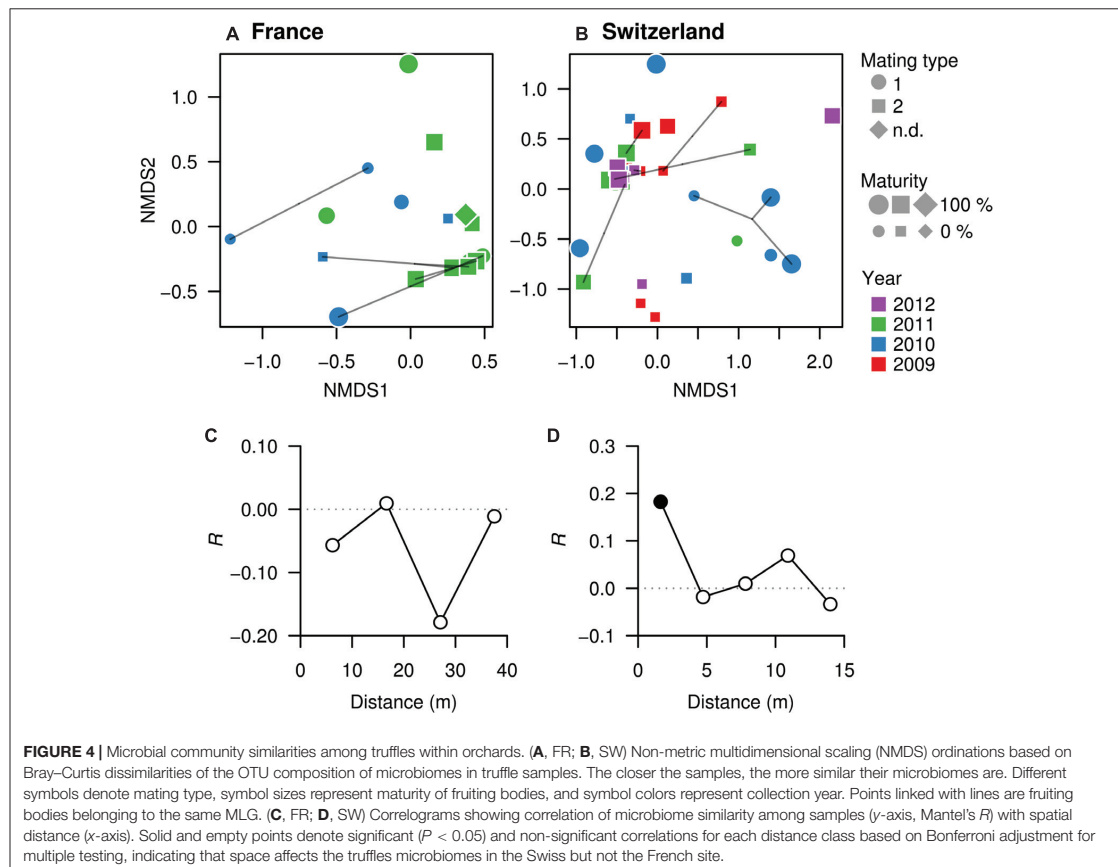 A France
B Switzerland
1.0
0.5
0.0
−0.5
NMDS2
−1.0 −0.5 0.0 0.5
NMDS1
1.0
0.5
0.0
−0.5
−1.0
−1.0 0.0 1.0 2.0
NMDS1
Mating type
1
2
n.d.
Maturity
100 %
0 %
Year
2012
2011
2010
2009
C
0.10
0.00
−0.10
−0.20
R
0 10 20 30 40
Distance (m)
D
0.3
0.2
0.1
0.0
−0.1
R
0 5 10 15
Distance (m)
FIGURE 4 | Microbial community similarities among truffles within orchards. (A, FR; B, SW) Non-metric multidimensional scaling (NMDS) ordinations based on
Bray–Curtis dissimilarities of the OTU composition of microbiomes in truffle samples. The closer the samples, the more similar their microbiomes are. Different
symbols denote mating type, symbol sizes represent maturity of fruiting bodies, and symbol colors represent collection year. Points linked with lines are fruiting
bodies belonging to the same MLG. (C, FR; D, SW) Correlograms showing correlation of microbiome similarity among samples (y-axis, Mantel's R) with spatial
distance (x-axis). Solid and empty points denote significant (P < 0.05) and non-significant correlations for each distance class based on Bonferroni adjustment for
multiple testing, indicating that space affects the truffles microbiomes in the Swiss but not the French site.